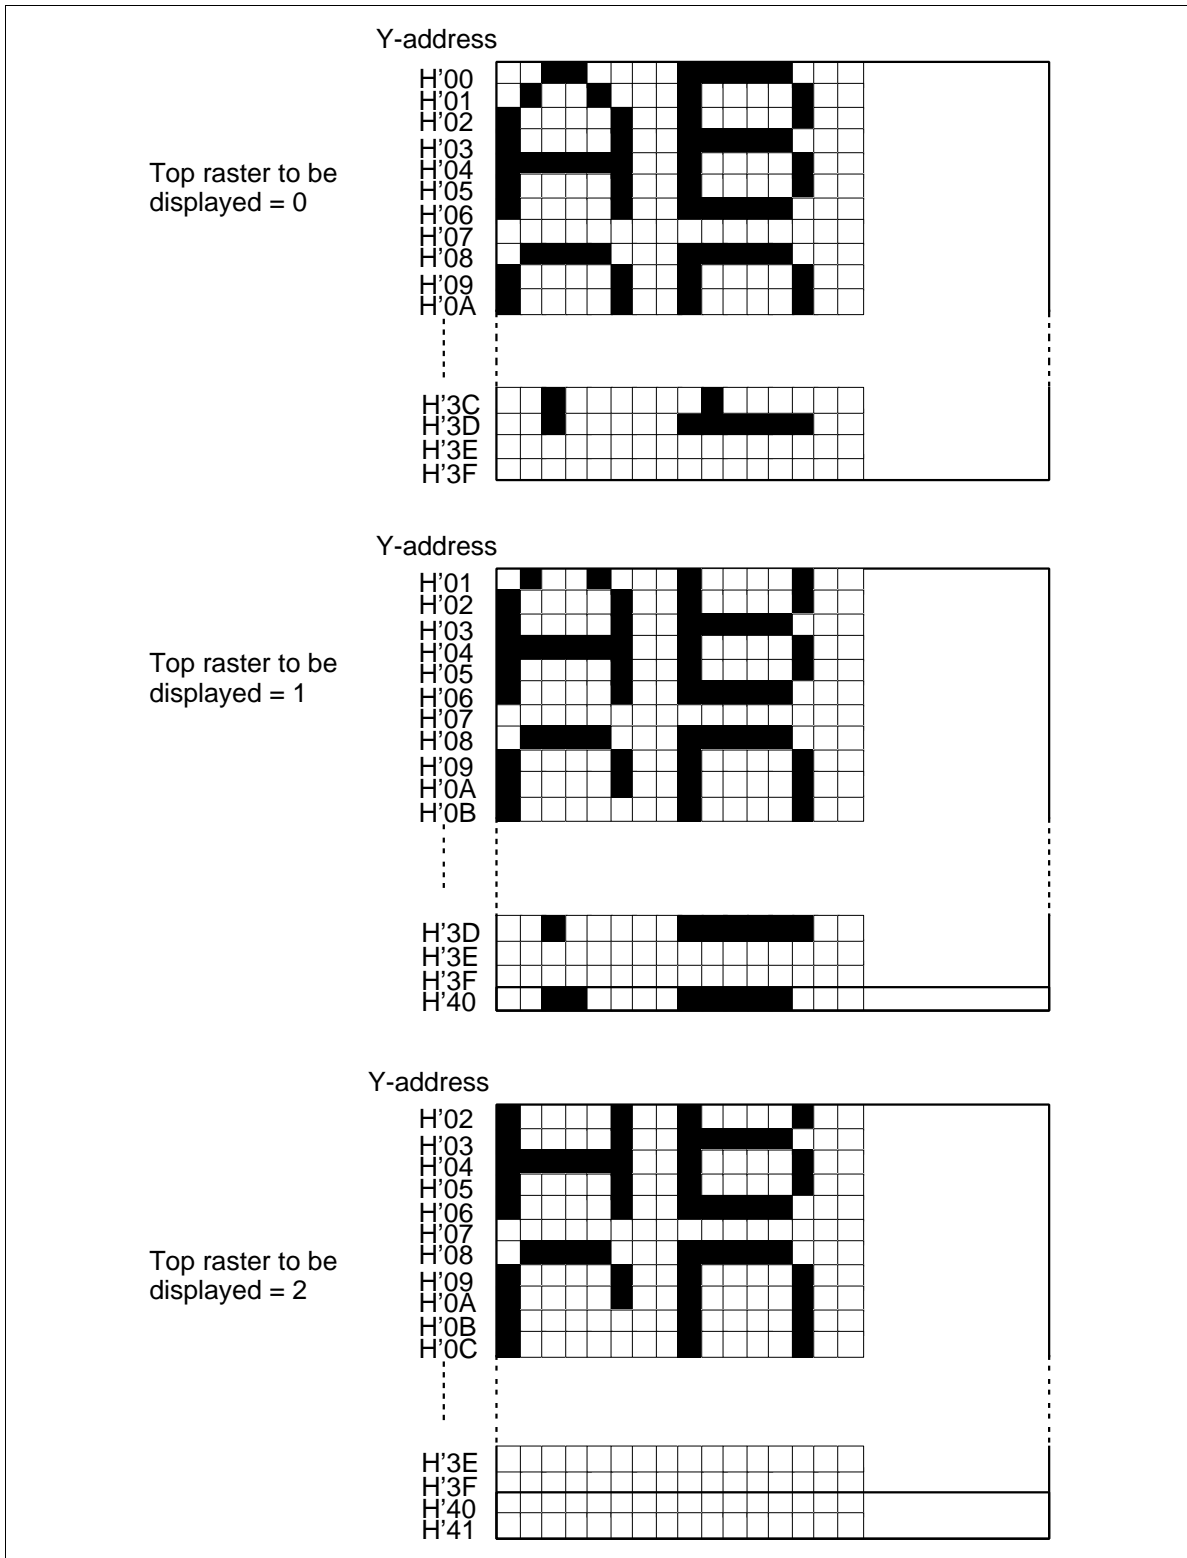 Y-address
H'00
H'01
H'02
H'03
H'04
H'05
H'06
H'07
H'08
H'09
H'0A
Top raster to be
displayed = 0
H'3C
H'3D
H'3E
H'3F
Y-address
H'01
H'02
H'03
H'04
H'05
H'06
H'07
H'08
H'09
H'0A
H'0B
Top raster to be
displayed = 1
H'3D
H'3E
H'3F
H'40
Y-address
H'02
H'03
H'04
H'05
H'06
H'07
H'08
H'09
H'0A
H'0B
H'0C
Top raster to be
displayed = 2
H'3E
H'3F
H'40
H'41